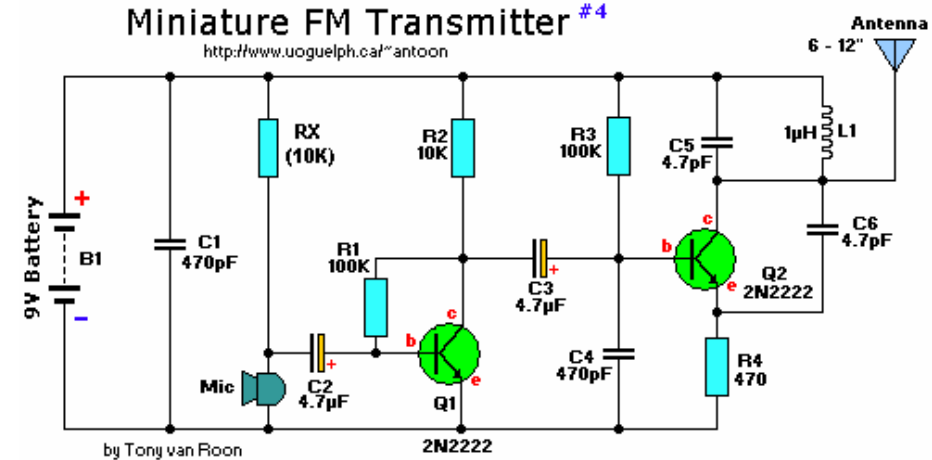 Miniature FM Transmitter #4
http://www.uoguelph.ca/~antoon
Antenna
6 - 12"
RX
(10K)
R2
10K
R3
100K
C5
4.7pF
1µH
L1
+
9V Battery
B1
–
C1
470pF
R1
100K
c
b
e
C3
4.7µF
+
c
b
e
Q2
2N2222
C6
4.7pF
Mic
+
C2
4.7µF
Q1
C4
470pF
R4
470
by Tony van Roon
2N2222